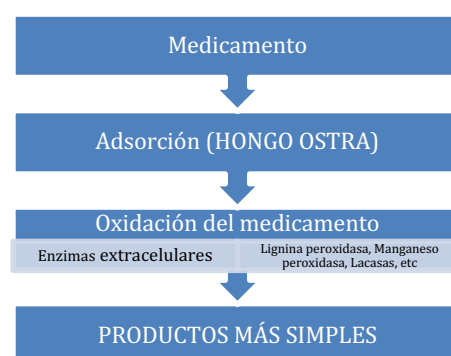 Medicamento
Adsorción (HONGO OSTRA)
Oxidación del medicamento
Enzimas extracelulares
Lignina peroxidasa, Manganeso
peroxidasa, Lacasas, etc
PRODUCTOS MÁS SIMPLES